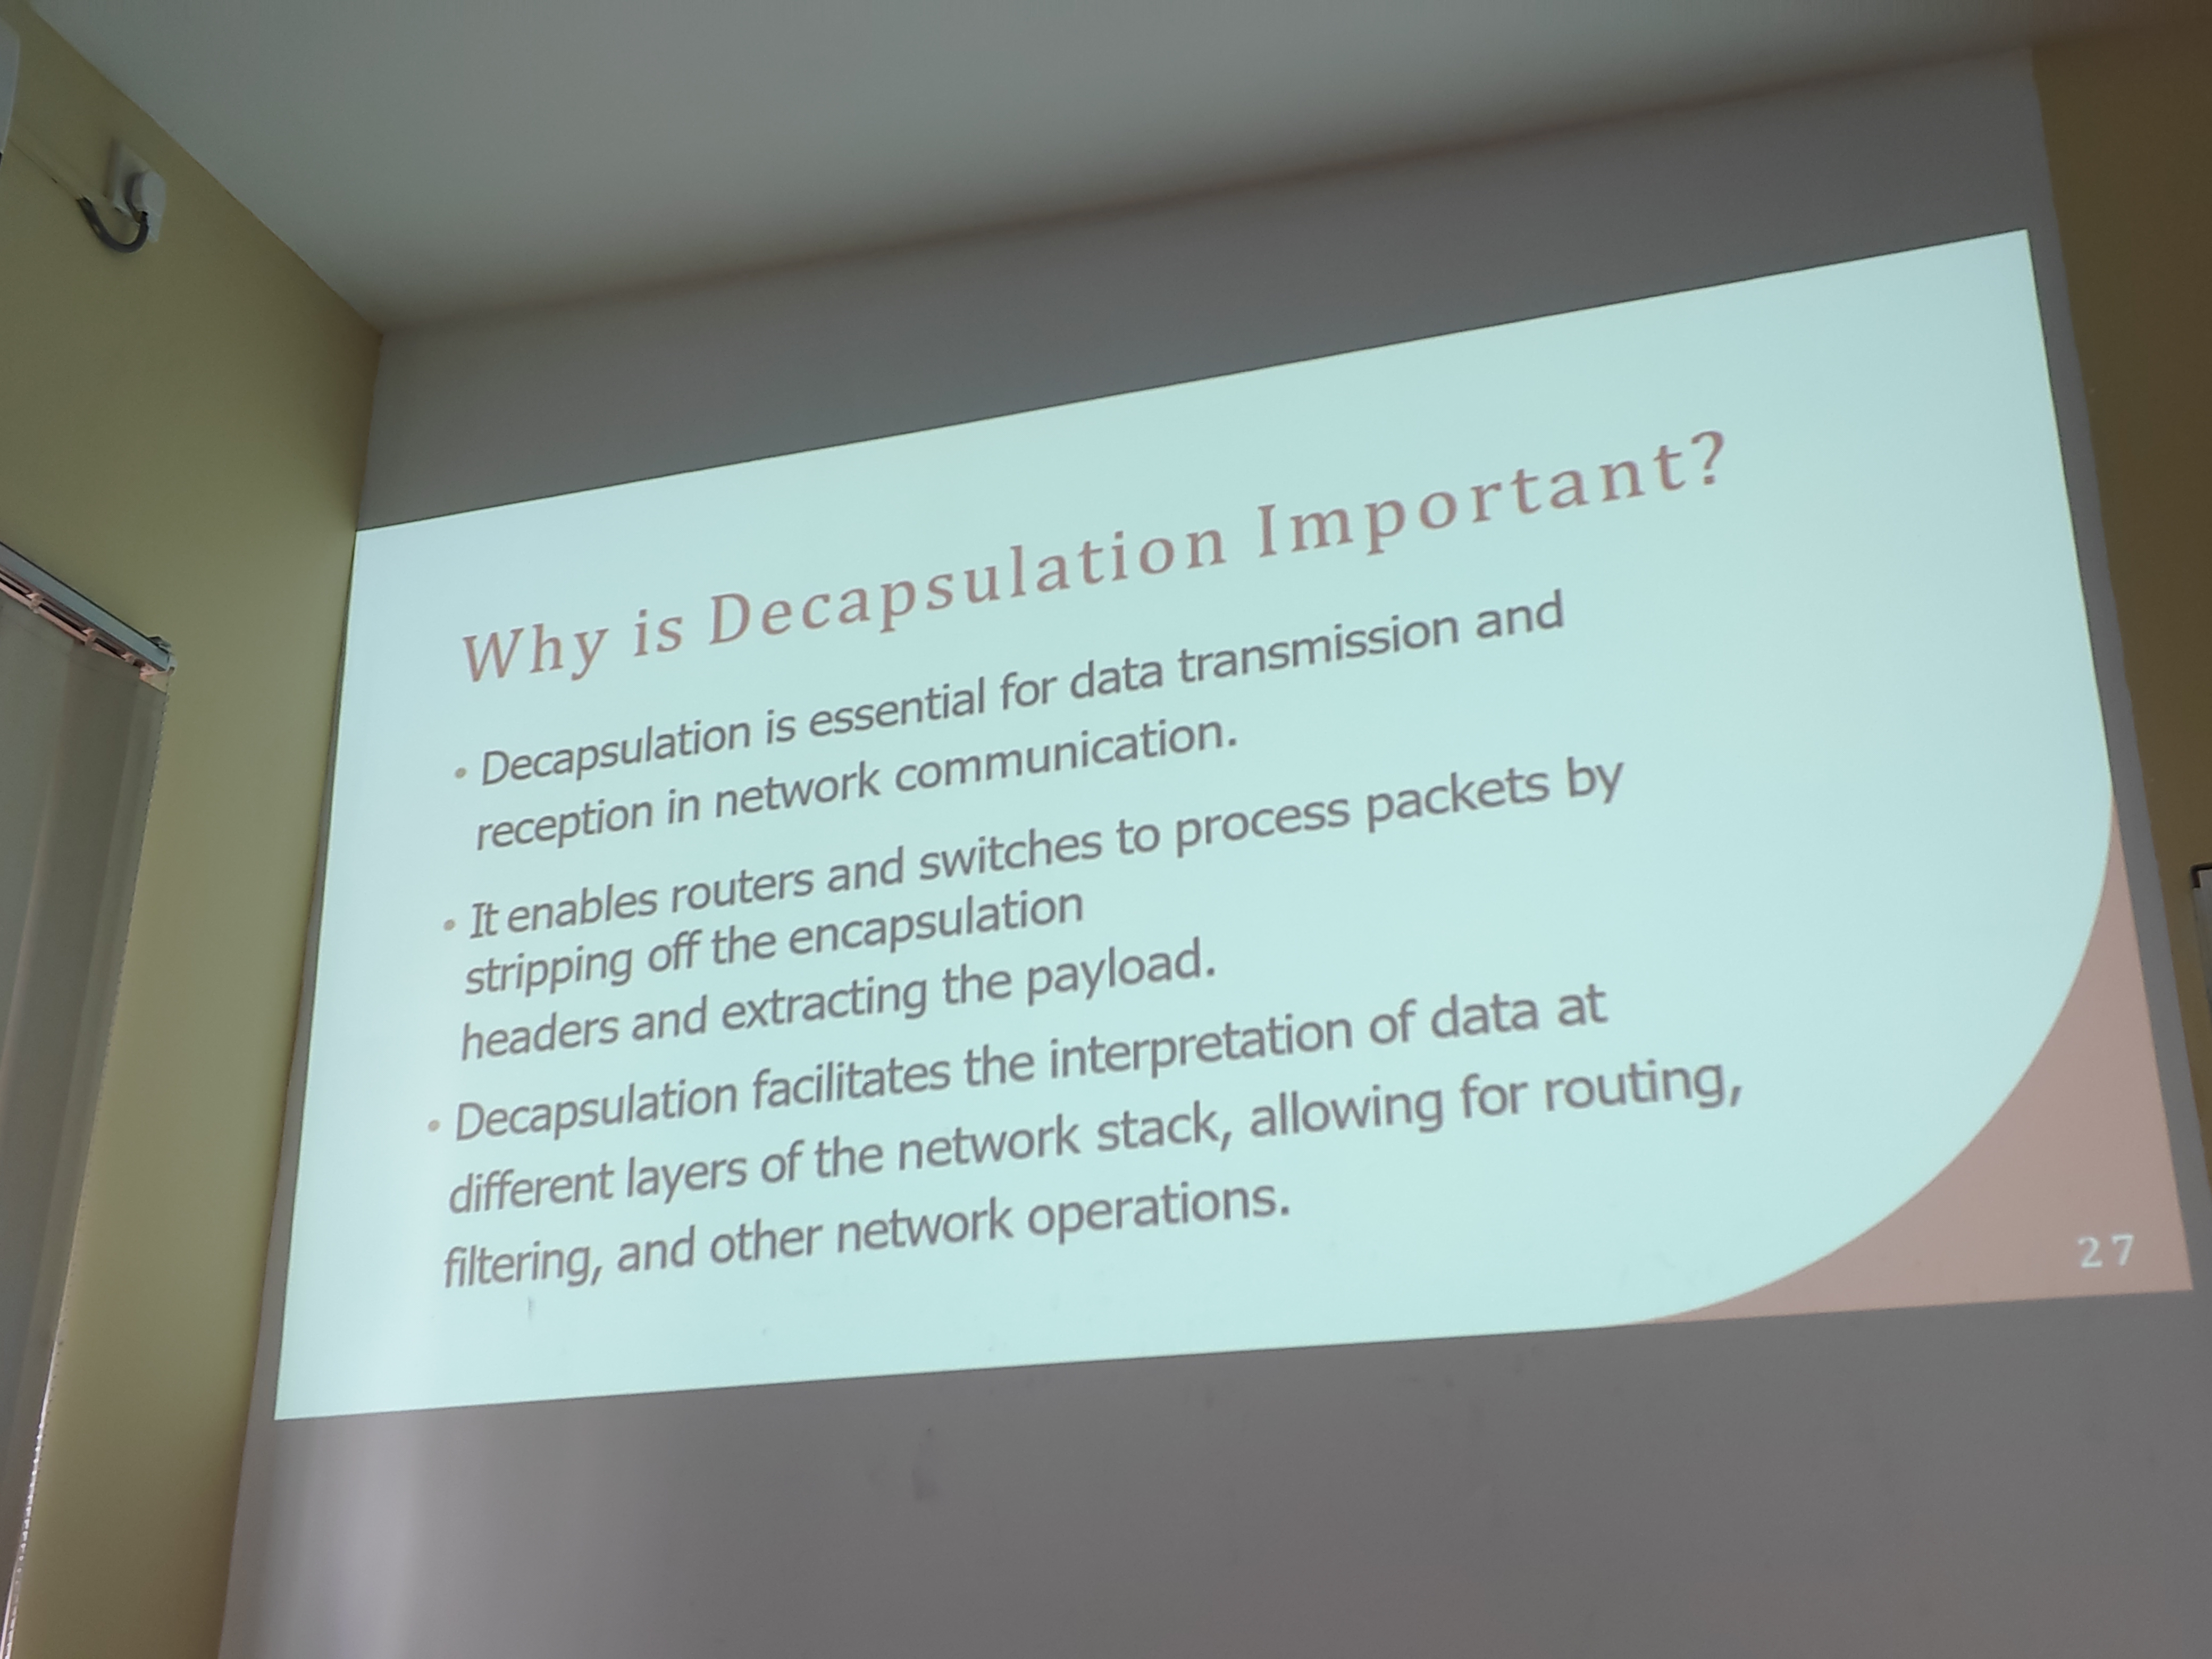 Why is Decapsulation Important?
• Decapsulation is essential for data transmission and
reception in network communication.
• It enables routers and switches to process packets by
stripping off the encapsulation
headers and extracting the payload.
• Decapsulation facilitates the interpretation of data at
different layers of the network stack, allowing for routing,
filtering, and other network operations.
27